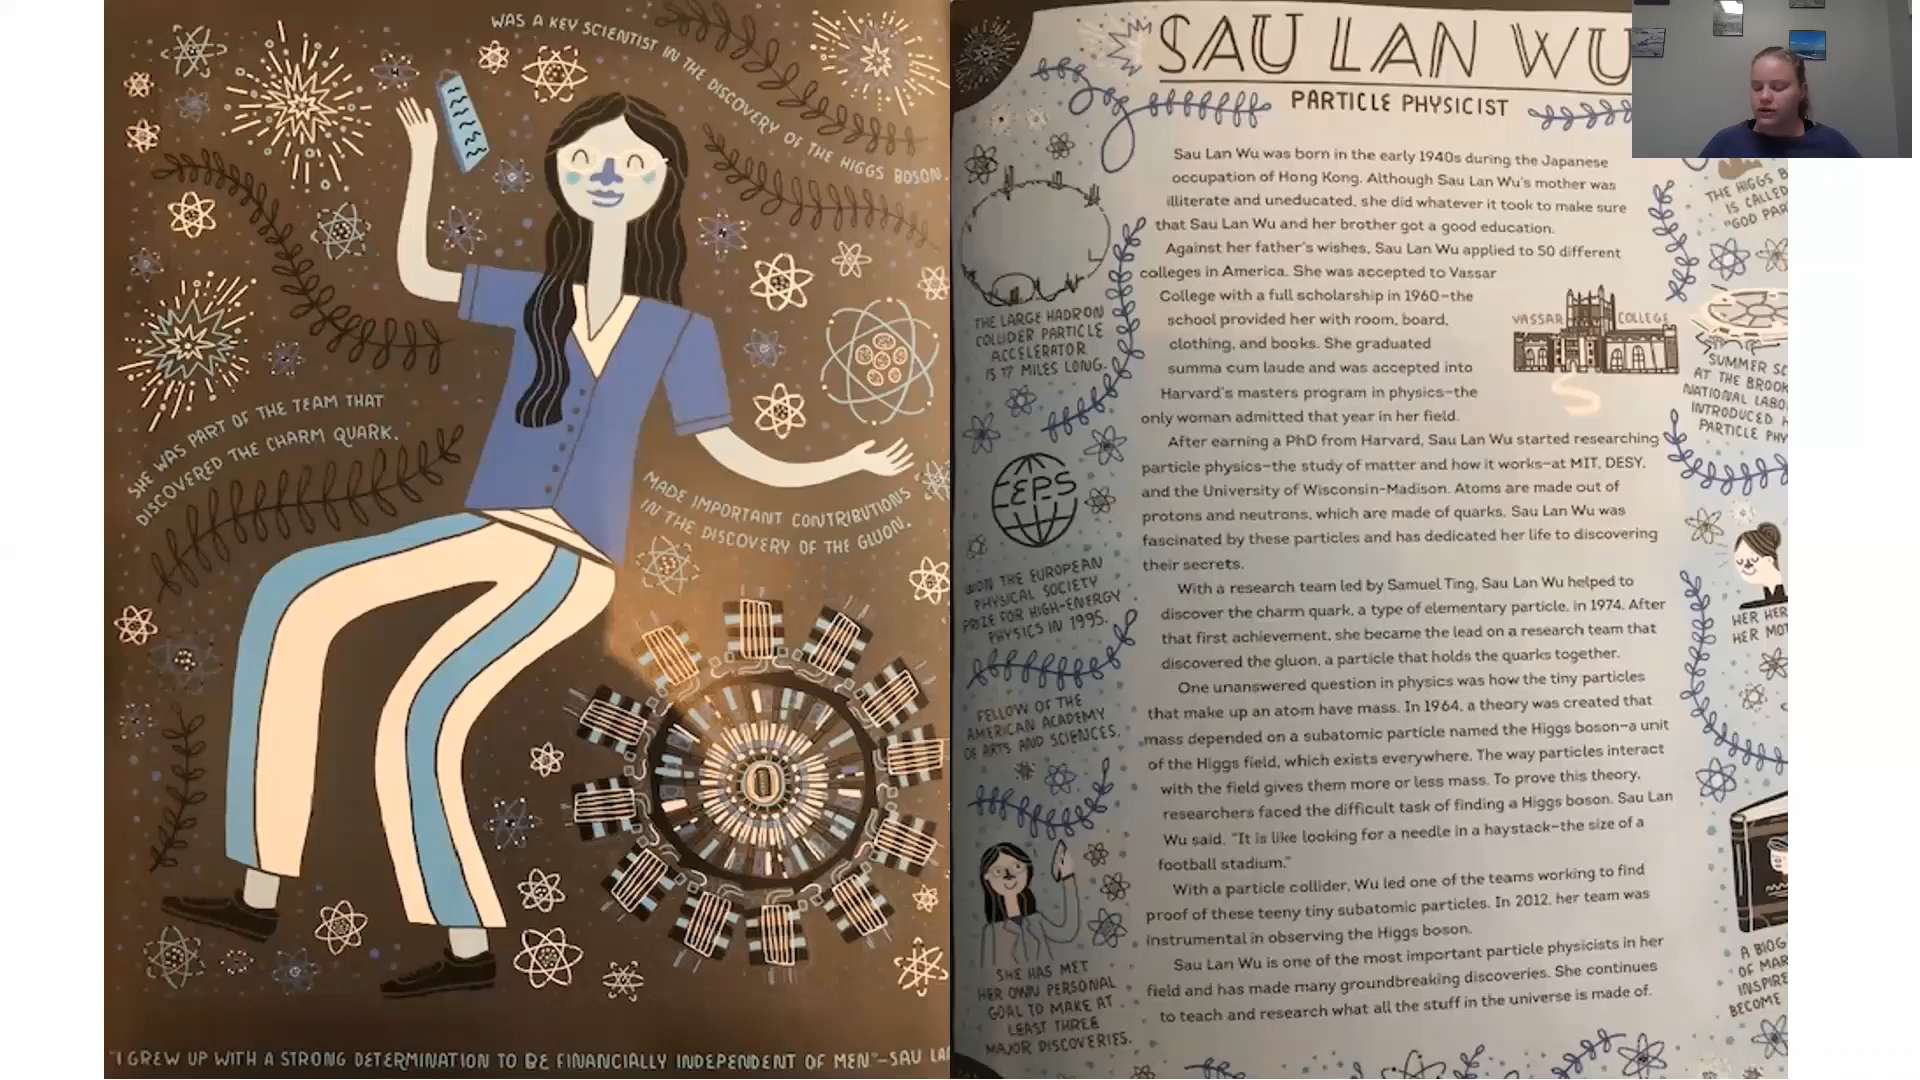 WAS A KEY SCIENTIST IN THE DISCOVERY OF THE HIGGS BOSON.
SHE WAS PART OF THE TEAM THAT
DISCOVERED THE CHARM QUARK.
MADE IMPORTANT CONTRIBUTIONS
IN THE DISCOVERY OF THE GLUON.
"I GREW UP WITH A STRONG DETERMINATION TO BE FINANCIALLY INDEPENDENT OF MEN"-SAU
SAU LAN WU
PARTICLE PHYSICIST
Sau Lan Wu was born in the early 1940s during the Japanese
occupation of Hong Kong. Although Sau Lan Wu's mother was
illiterate and uneducated, she did whatever it took to make sure
that Sau Lan Wu and her brother got a good education.
Against her father's wishes, Sau Lan Wu applied to 50 different
colleges in America. She was accepted to Vassar
College with a full scholarship in 1960-the
school provided her with room, board,
clothing, and books. She graduated
summa cum laude and was accepted into
Harvard's masters program in physics-the
only woman admitted that year in her field.
After earning a PhD from Harvard, Sau Lan Wu started researching
particle physics-the study of matter and how it works-at MIT, DESY,
and the University of Wisconsin-Madison. Atoms are made out of
protons and neutrons, which are made of quarks. Sau Lan Wu was
fascinated by these particles and has dedicated her life to discovering
their secrets.
With a research team led by Samuel Ting, Sau Lan Wu helped to
discover the charm quark, a type of elementary particle, in 1974. After
that first achievement, she became the lead on a research team that
discovered the gluon, a particle that holds the quarks together.
One unanswered question in physics was how the tiny particles
that make up an atom have mass. In 1964, a theory was created that
mass depended on a subatomic particle named the Higgs boson-a unit
of the Higgs field, which exists everywhere. The way particles interact
with the field gives them more or less mass. To prove this theory,
researchers faced the difficult task of finding a Higgs boson. Sau Lan
Wu said, "It is like looking for a needle in a haystack-the size of a
football stadium."
With a particle collider, Wu led one of the teams working to find
proof of these teeny tiny subatomic particles. In 2012, her team was
instrumental in observing the Higgs boson.
Sau Lan Wu is one of the most important particle physicists in her
field and has made many groundbreaking discoveries. She continues
to teach and research what all the stuff in the universe is made of.
THE LARGE HADRON
COLLIDER PARTICLE
ACCELERATOR
IS 17 MILES LONG.
EPS
WON THE EUROPEAN
PHYSICAL SOCIETY
PRIZE FOR HIGH-ENERGY
PHYSICS IN 1995.
FELLOW OF THE
AMERICAN ACADEMY
OF ARTS AND SCIENCES.
SHE HAS MET
HER OWN PERSONAL
GOAL TO MAKE AT
LEAST THREE
MAJOR DISCOVERIES.
VASSAR COLLEGE
THE HIGGS
IS CALLED
"GOD
SUMMER
AT THE
NATIONAL
INTRODUCED
PARTICLE
HER
HER
A
OF
BECOME